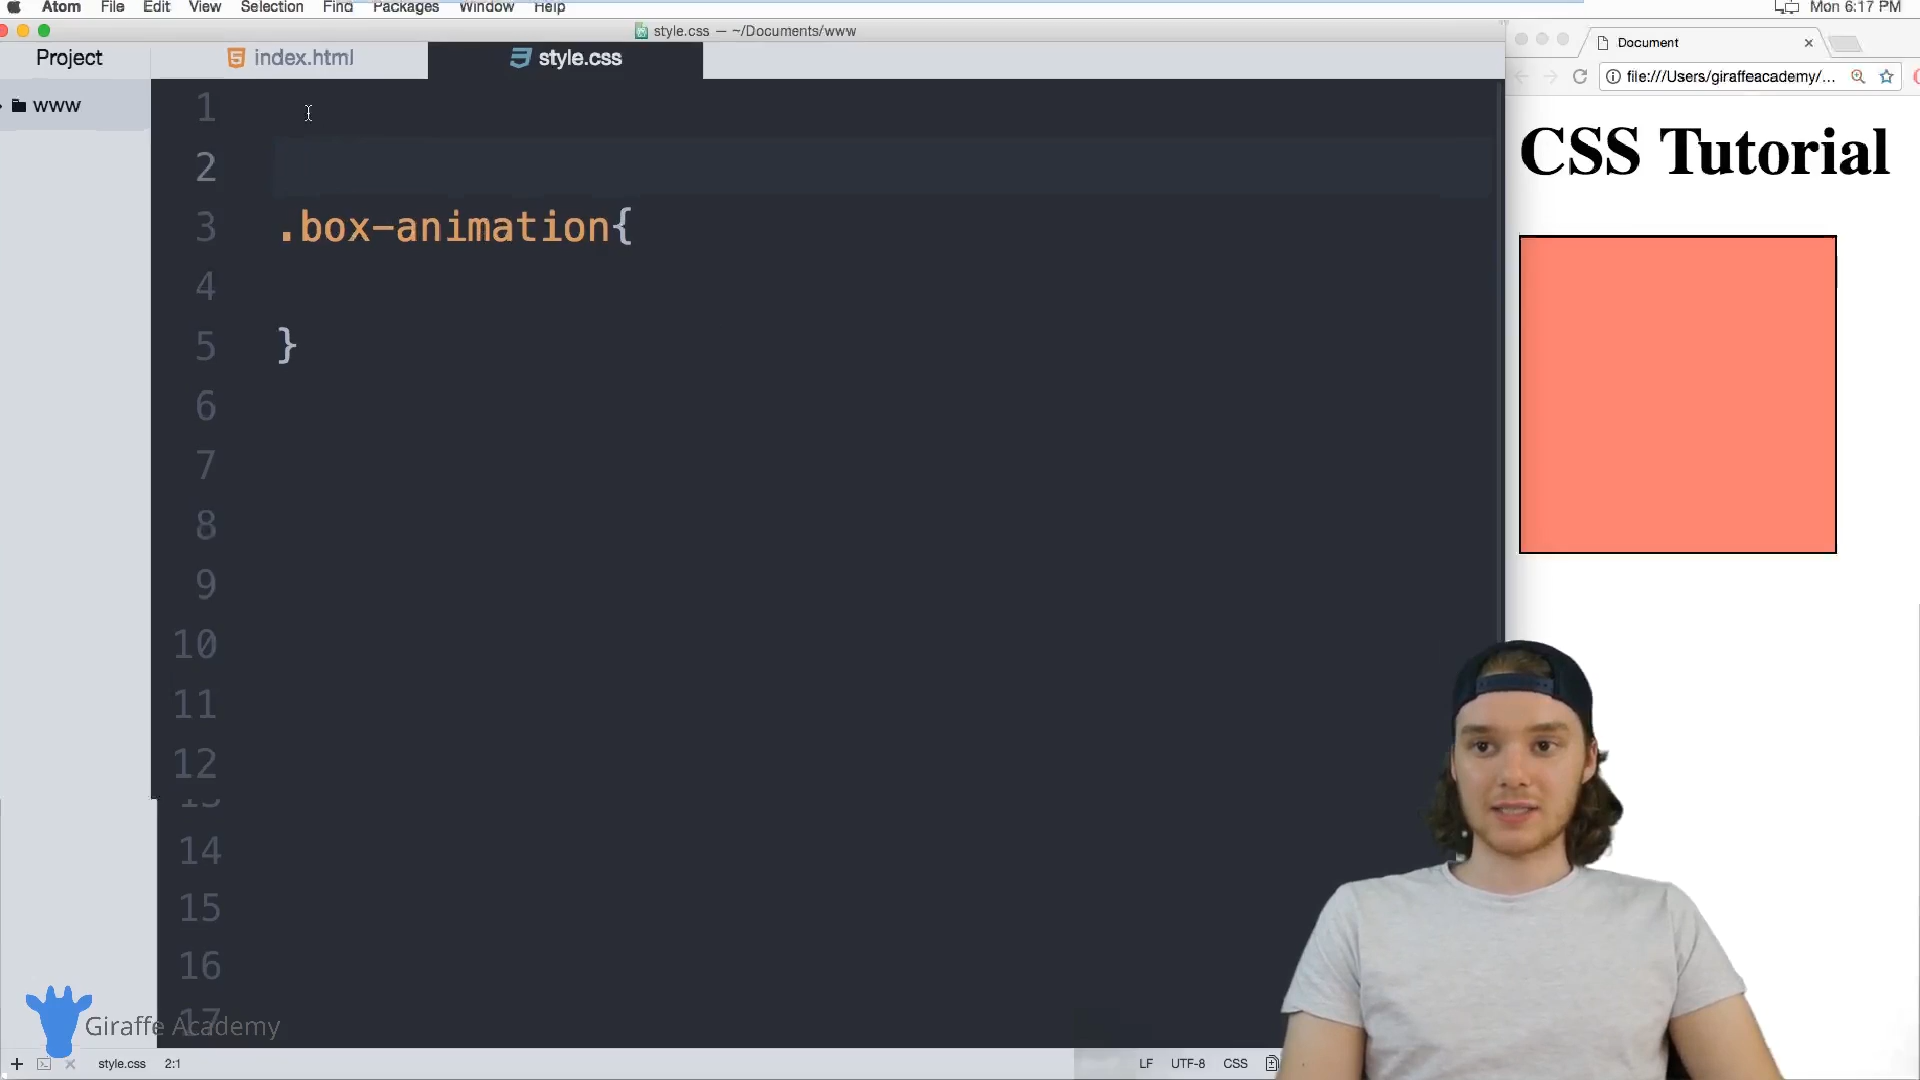 Atom File Edit View Selection Find Packages Window Help
Mon 6:17 PM
style.css — ~/Documents/www
Project
index.html
style.css
Document
file:///Users/giraffeacademy/...
www
1
2
3 .box-animation{
4
5 }
6
7
8
9
10
11
12
13
14
15
16
17
CSS Tutorial
Giraffe Academy
style.css 2:1
LF UTF-8 CSS